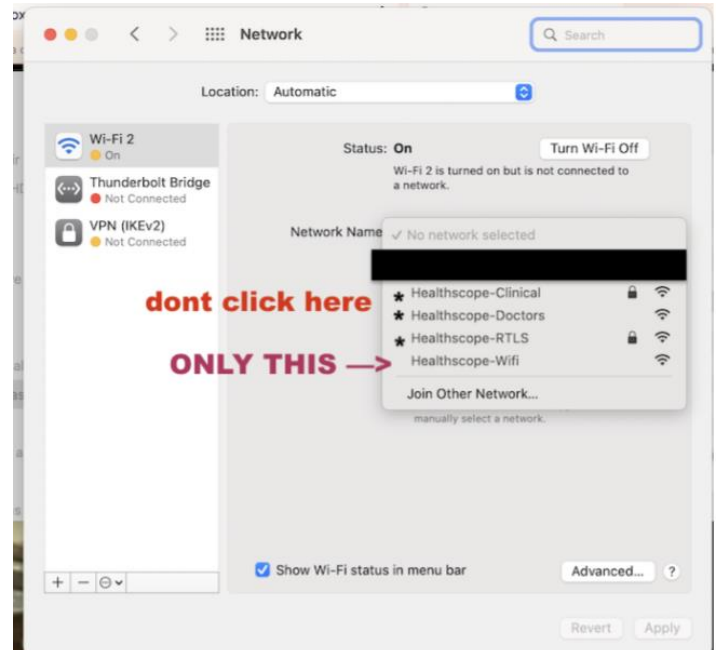 Network
Search
Location: Automatic
Wi-Fi 2
On
Thunderbolt Bridge
Not Connected
VPN (IKEv2)
Not Connected
Status: On
Turn Wi-Fi Off
Wi-Fi 2 is turned on but is not connected to
a network.
Network Name
✓ No network selected
dont click here
* Healthscope-Clinical
* Healthscope-Doctors
* Healthscope-RTLS
ONLY THIS —>
Healthscope-Wifi
Join Other Network...
manually select a network.
Show Wi-Fi status in menu bar
Advanced...
?
Revert
Apply